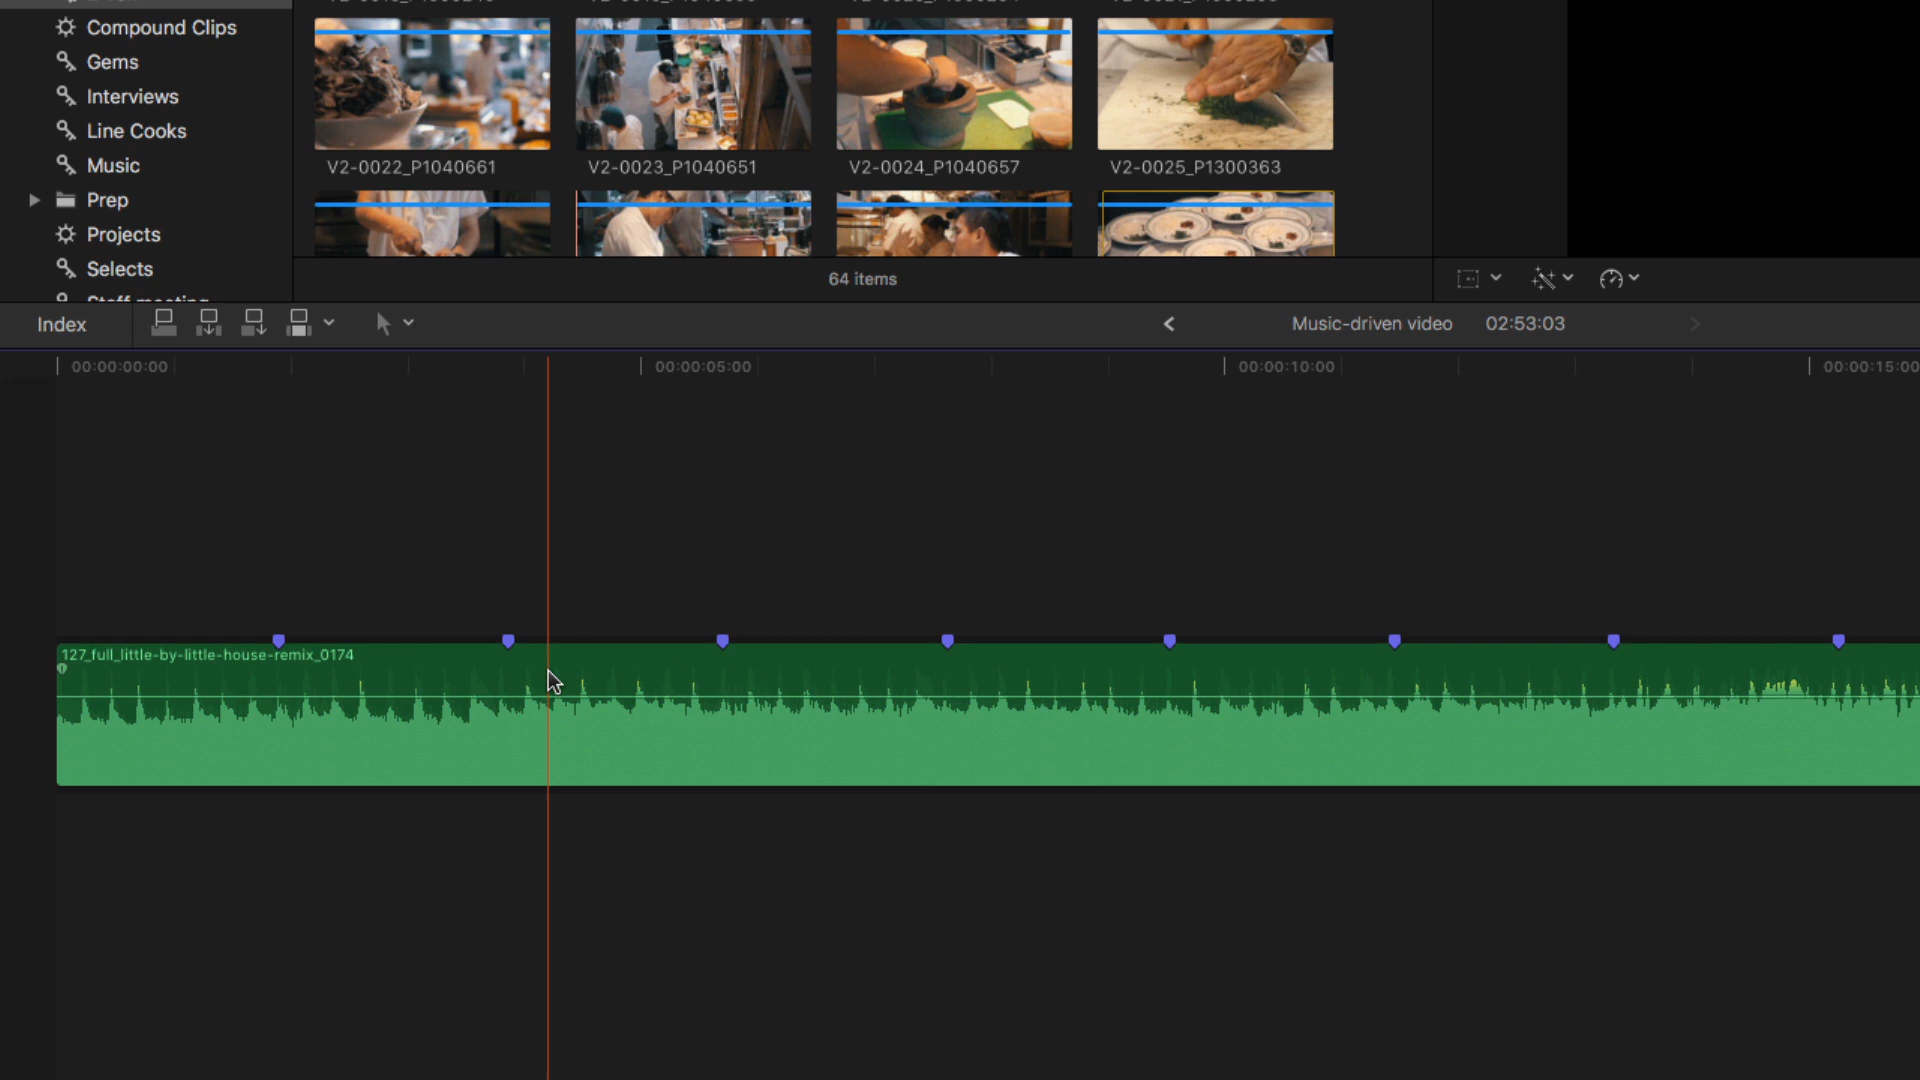 Compound Clips
Gems
Interviews
Line Cooks
Music
Prep
Projects
Selects
Staff meeting
V2-0022_P1040661
V2-0023_P1040651
V2-0024_P1040657
V2-0025_P1300363
64 items
Index
Music-driven video
02:53:03
00:00:00:00
00:00:05:00
00:00:10:00
00:00:15:00
127_full_little-by-little-house-remix_0174